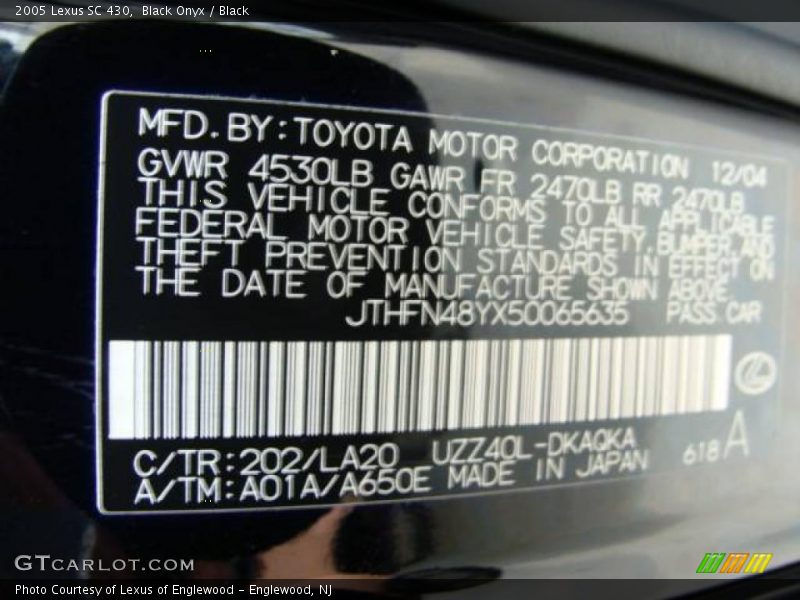 2005 Lexus SC 430, Black Onyx / Black
MFD. BY: TOYOTA MOTOR CORPORATION 12/04
GVWR 4530LB GAWR FR 2470LB RR 2470LB
THIS VEHICLE CONFORMS TO ALL APPLICABLE
FEDERAL MOTOR VEHICLE SAFETY, BUMPER, AND
THEFT PREVENTION STANDARDS IN EFFECT ON
THE DATE OF MANUFACTURE SHOWN ABOVE.
JTHFN48YX50065635 PASS. CAR
C/TR: 202/LA20 UZZ40L-DKAQKA 618 A
A/TM: A01A/A650E MADE IN JAPAN
GTCARLOT.COM
Photo Courtesy of Lexus of Englewood - Englewood, NJ